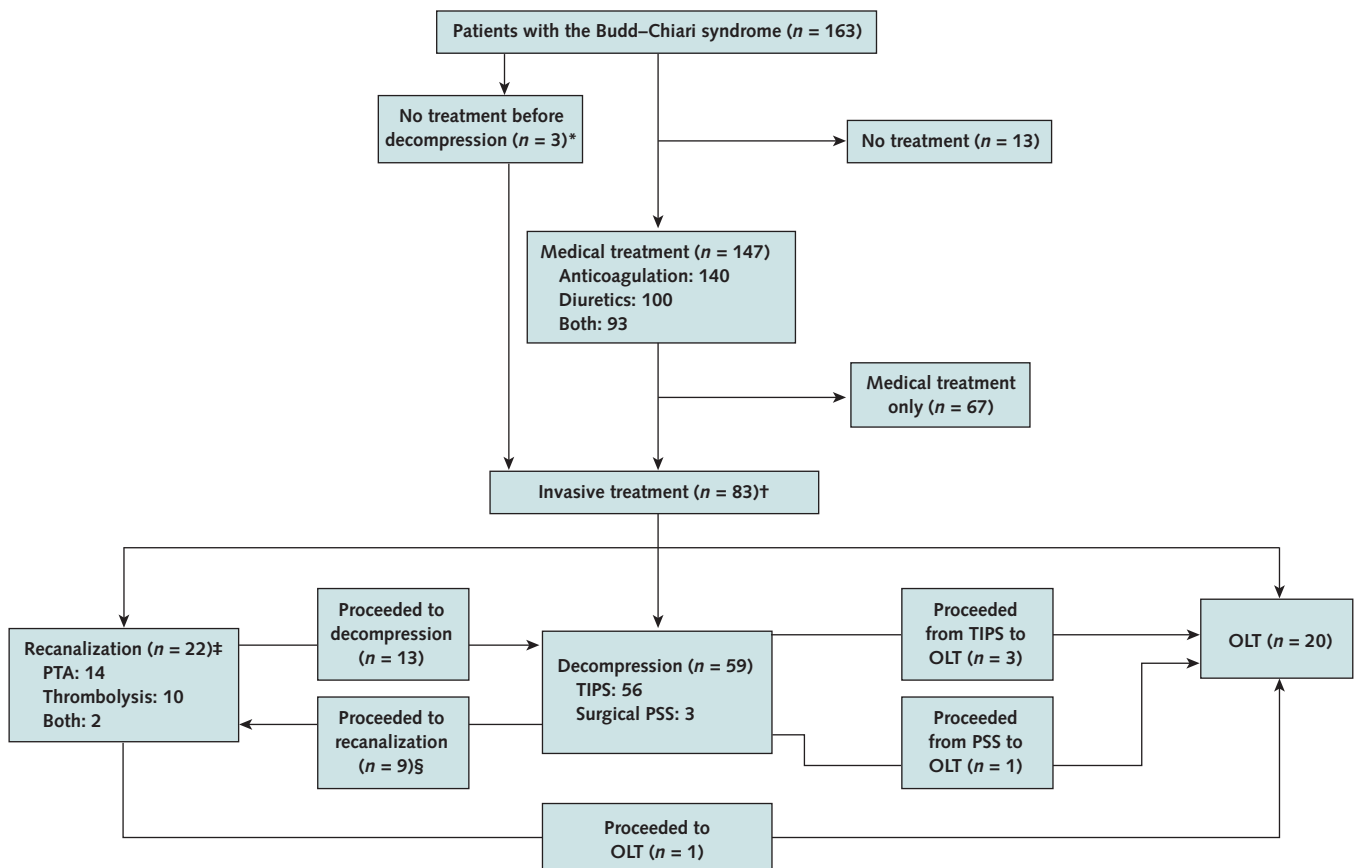 Patients with the Budd–Chiari syndrome (n = 163)
No treatment before
decompression (n = 3)*
No treatment (n = 13)
Medical treatment (n = 147)
Anticoagulation: 140
Diuretics: 100
Both: 93
Medical treatment
only (n = 67)
Invasive treatment (n = 83)†
Recanalization (n = 22)‡
PTA: 14
Thrombolysis: 10
Both: 2
Proceeded to
decompression
(n = 13)
Proceeded to
recanalization
(n = 9)§
Decompression (n = 59)
TIPS: 56
Surgical PSS: 3
Proceeded
from TIPS to
OLT (n = 3)
Proceeded
from PSS to
OLT (n = 1)
OLT (n = 20)
Proceeded to
OLT (n = 1)